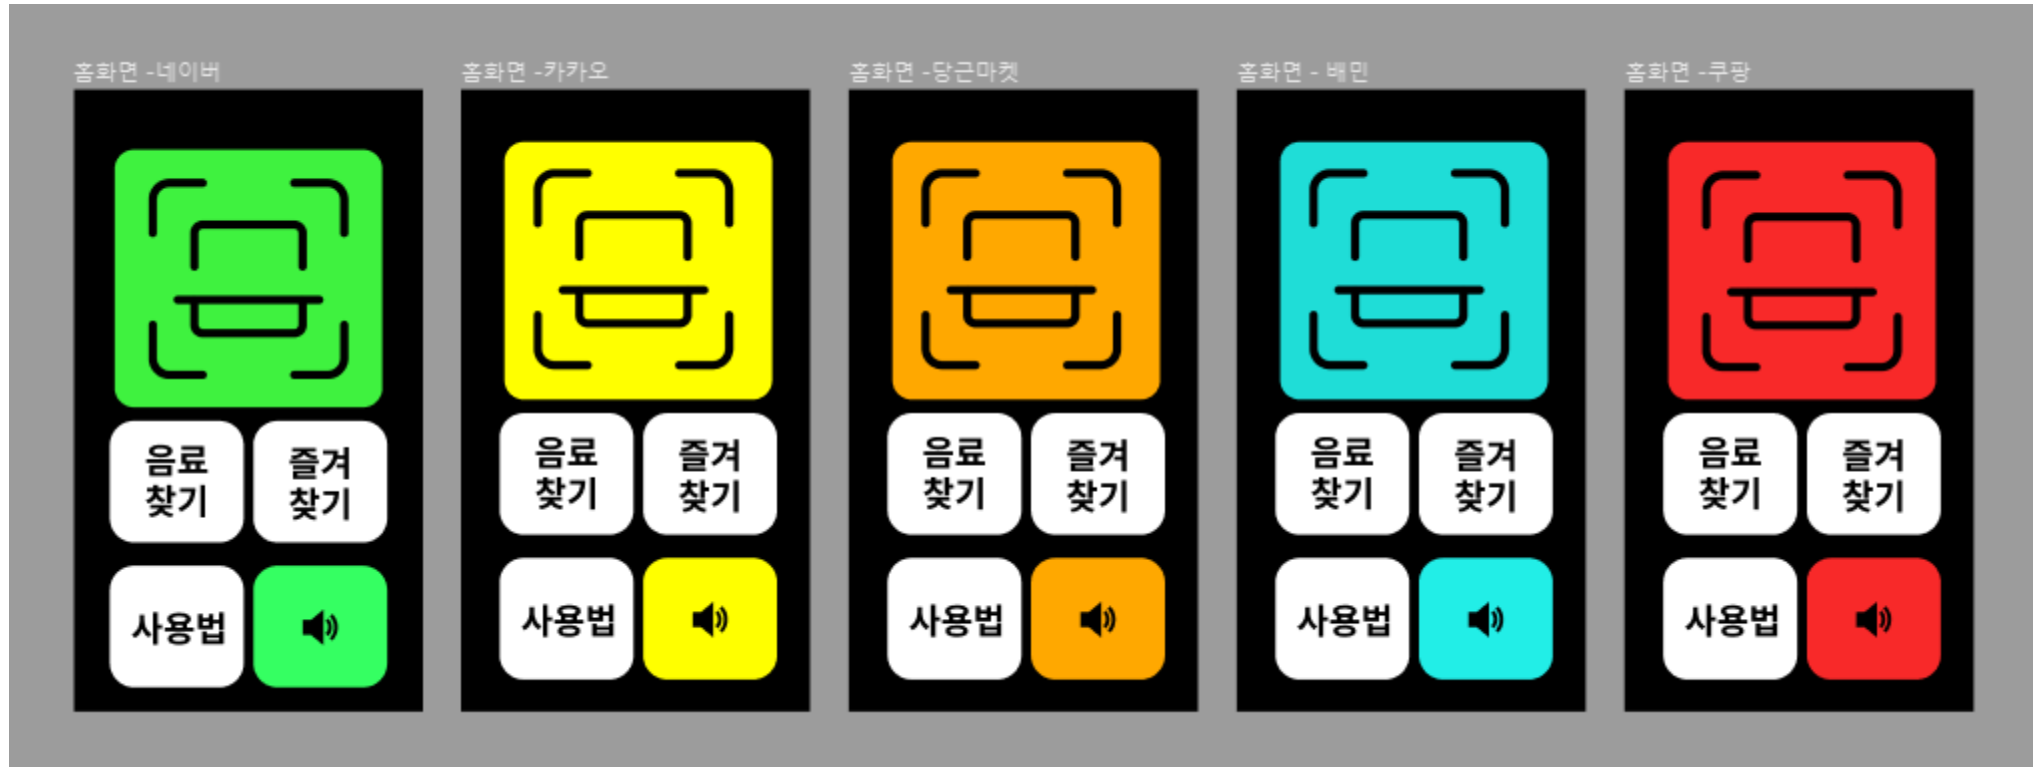 홈화면 -네이버
홈화면 -카카오
홈화면 -당근마켓
홈화면 - 배민
홈화면 -쿠팡
음료
찾기
즐겨
찾기
사용법
음료
찾기
즐겨
찾기
사용법
음료
찾기
즐겨
찾기
사용법
음료
찾기
즐겨
찾기
사용법
음료
찾기
즐겨
찾기
사용법